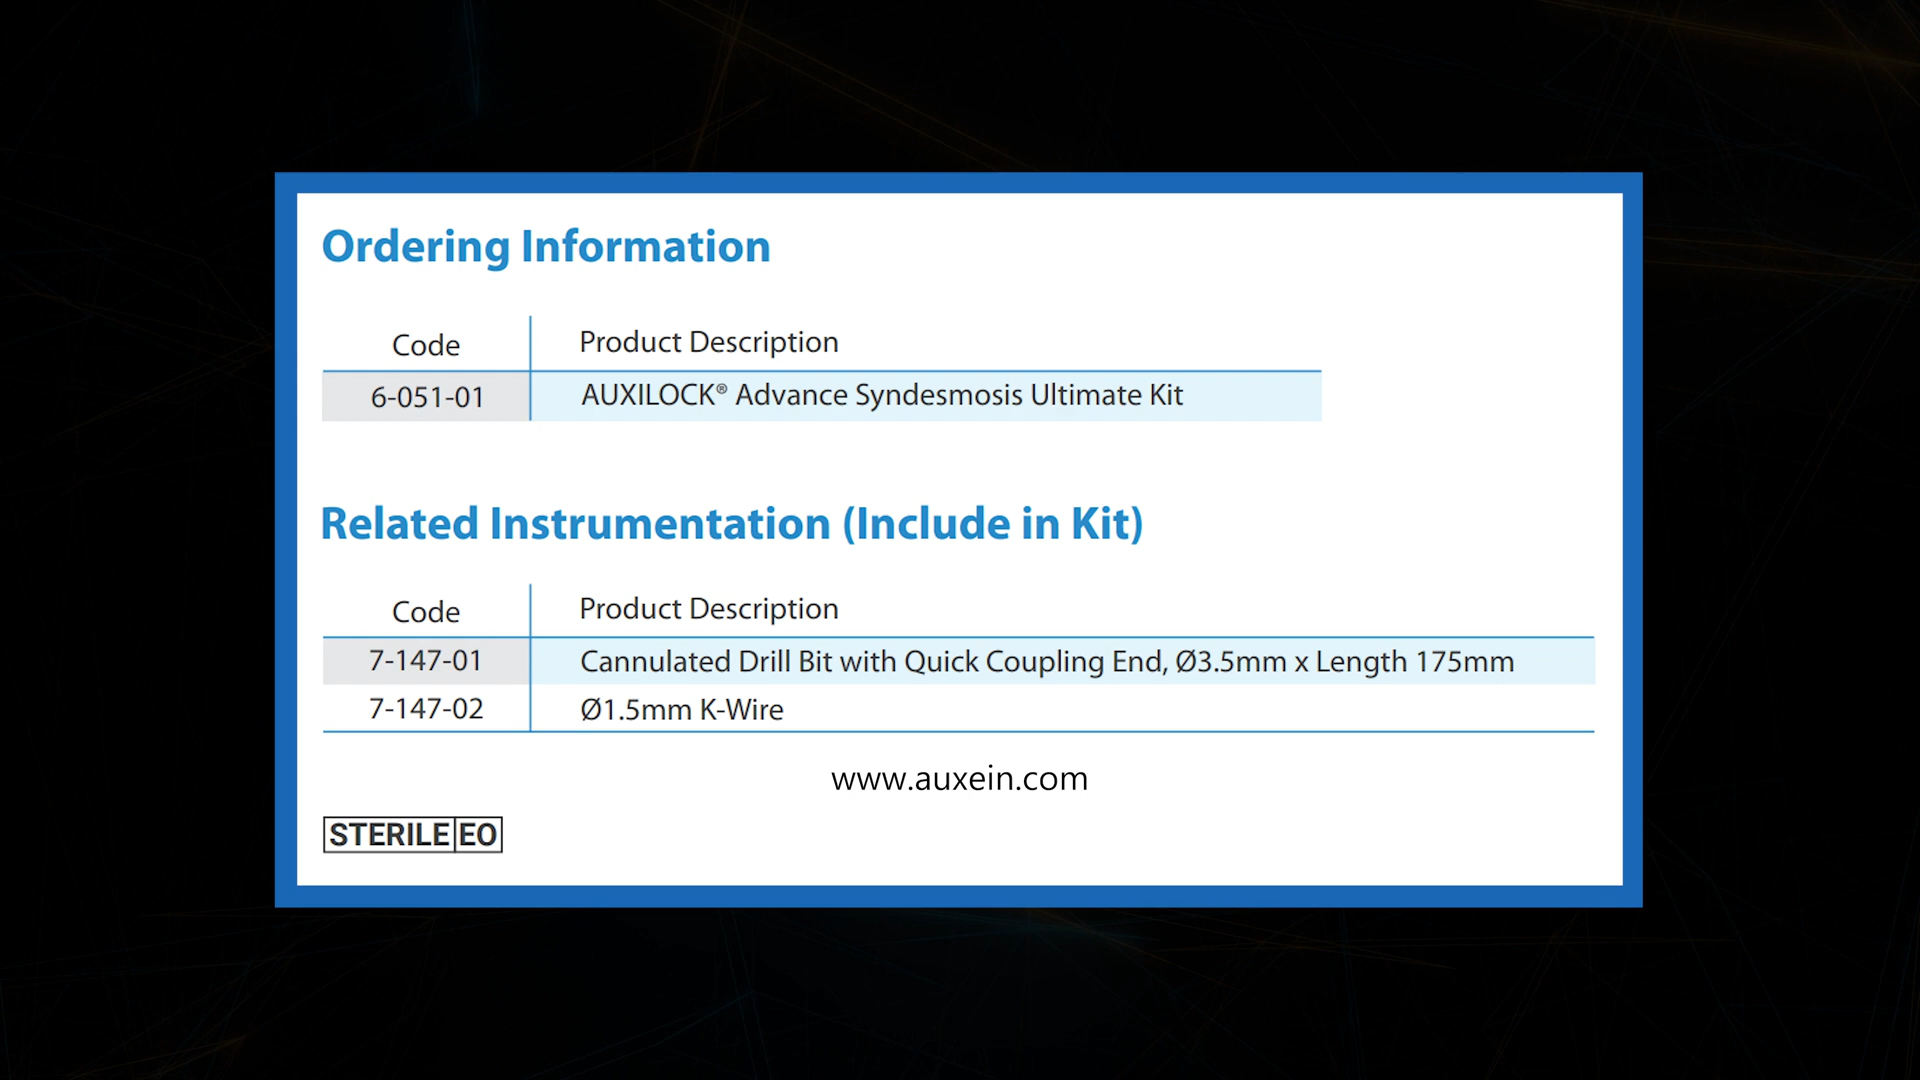 Ordering Information
Code Product Description
6-051-01 AUXILOCK® Advance Syndesmosis Ultimate Kit
Related Instrumentation (Include in Kit)
Code Product Description
7-147-01 Cannulated Drill Bit with Quick Coupling End, Ø3.5mm x Length 175mm
7-147-02 Ø1.5mm K-Wire
www.auxein.com
STERILE EO